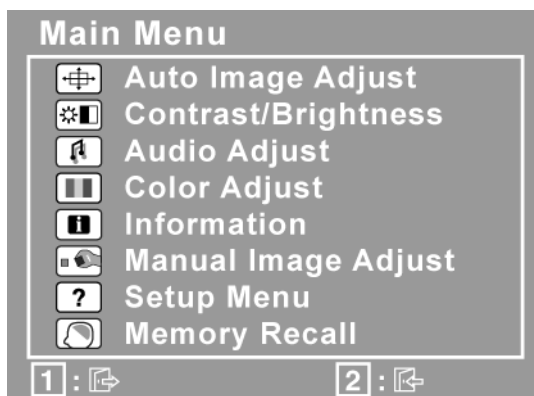 Main Menu
Auto Image Adjust
Contrast/Brightness
Audio Adjust
Color Adjust
i Information
Manual Image Adjust
? Setup Menu
Memory Recall
1 : 2 :